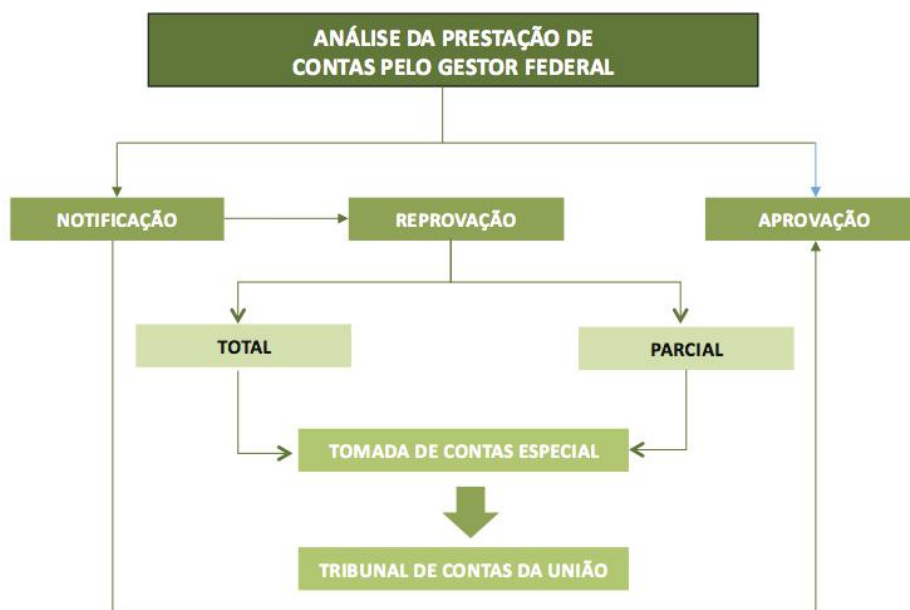 ANÁLISE DA PRESTAÇÃO DE
CONTAS PELO GESTOR FEDERAL
NOTIFICAÇÃO
REPROVAÇÃO
APROVAÇÃO
TOTAL
PARCIAL
TOMADA DE CONTAS ESPECIAL
TRIBUNAL DE CONTAS DA UNIÃO